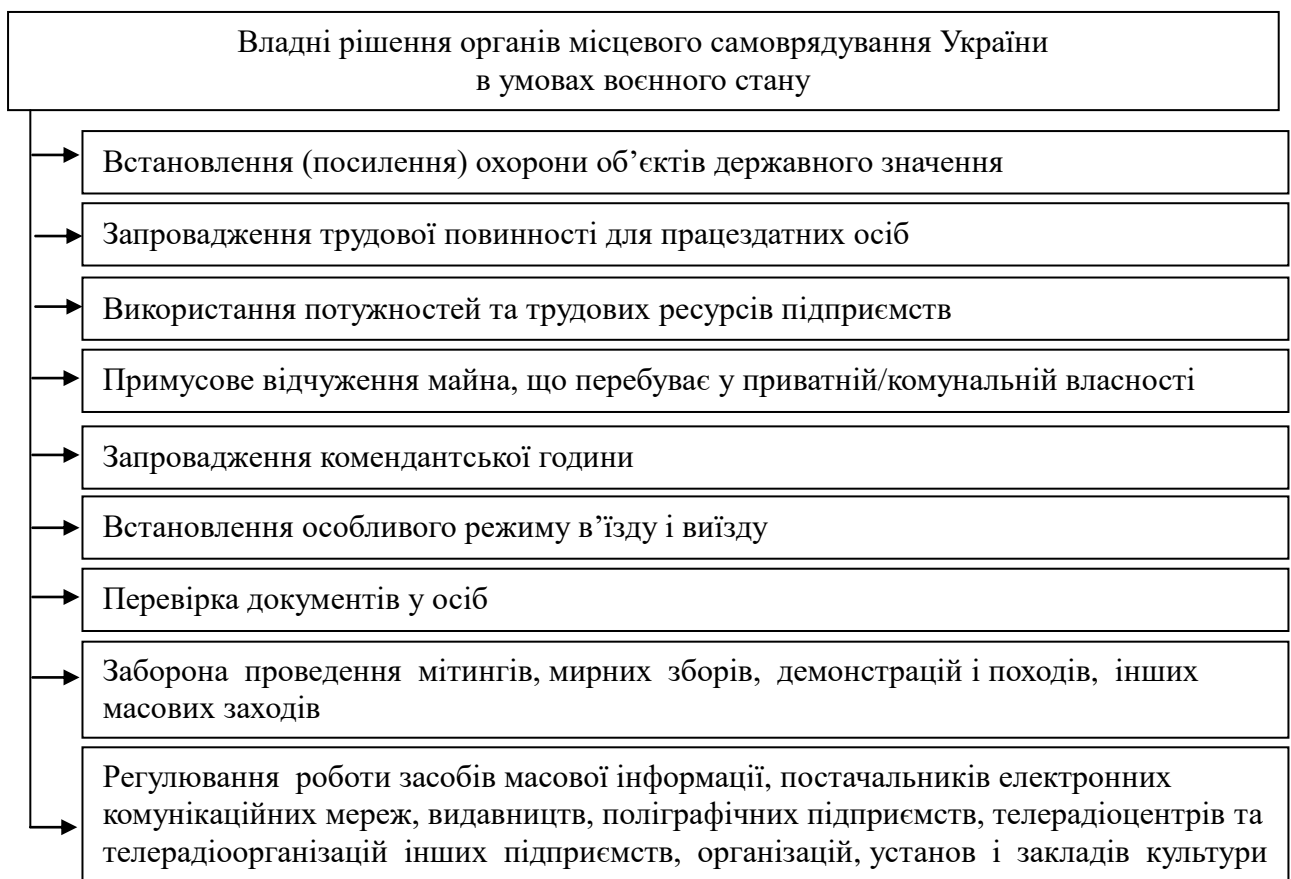 Владні рішення органів місцевого самоврядування України
в умовах воєнного стану
Встановлення (посилення) охорони об’єктів державного значення
Запровадження трудової повинності для працездатних осіб
Використання потужностей та трудових ресурсів підприємств
Примусове відчуження майна, що перебуває у приватній/комунальній власності
Запровадження комендантської години
Встановлення особливого режиму в’їзду і виїзду
Перевірка документів у осіб
Заборона проведення мітингів, мирних зборів, демонстрацій і походів, інших
масових заходів
Регулювання роботи засобів масової інформації, постачальників електронних
комунікаційних мереж, видавництв, поліграфічних підприємств, телерадіоцентрів та
телерадіоорганізацій інших підприємств, організацій, установ і закладів культури